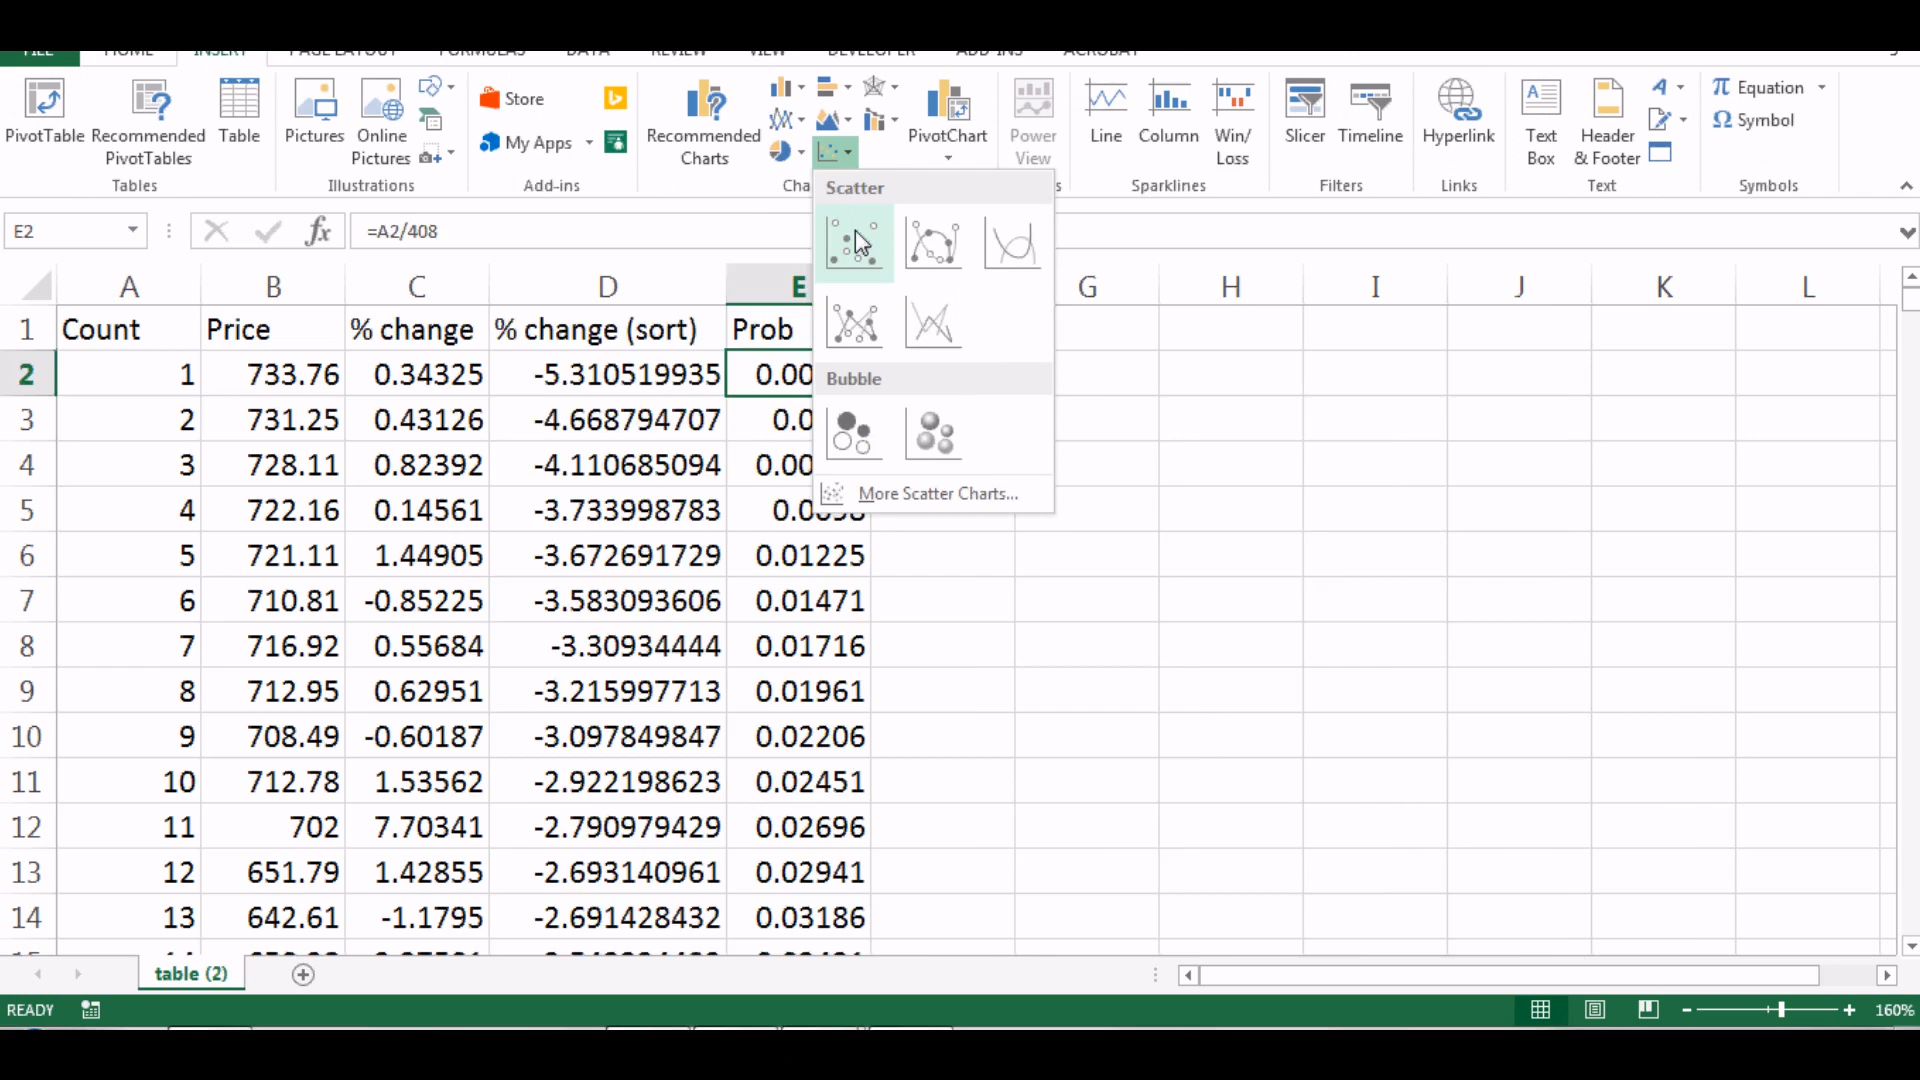 FILE HOME INSERT PAGE LAYOUT FORMULAS DATA REVIEW VIEW DEVELOPER ADD-INS ACROBAT
PivotTable Recommended PivotTables Table
Tables
Pictures Online Pictures
Illustrations
Store
My Apps
Add-ins
Recommended Charts
Cha
PivotChart
Power View
s
Line Column Win/ Loss
Sparklines
Slicer Timeline
Filters
Hyperlink
Links
Text Box Header & Footer
Text
π Equation
Ω Symbol
Symbols
E2 fx =A2/408
Scatter
Bubble
More Scatter Charts...
A B C D E G H I J K L
1 Count Price % change % change (sort) Prob
2 1 733.76 0.34325 -5.310519935 0.00
3 2 731.25 0.43126 -4.668794707 0.0
4 3 728.11 0.82392 -4.110685094 0.00
5 4 722.16 0.14561 -3.733998783
6 5 721.11 1.44905 -3.672691729 0.01225
7 6 710.81 -0.85225 -3.583093606 0.01471
8 7 716.92 0.55684 -3.30934444 0.01716
9 8 712.95 0.62951 -3.215997713 0.01961
10 9 708.49 -0.60187 -3.097849847 0.02206
11 10 712.78 1.53562 -2.922198623 0.02451
12 11 702 7.70341 -2.790979429 0.02696
13 12 651.79 1.42855 -2.693140961 0.02941
14 13 642.61 -1.1795 -2.691428432 0.03186
table (2)
READY 160%